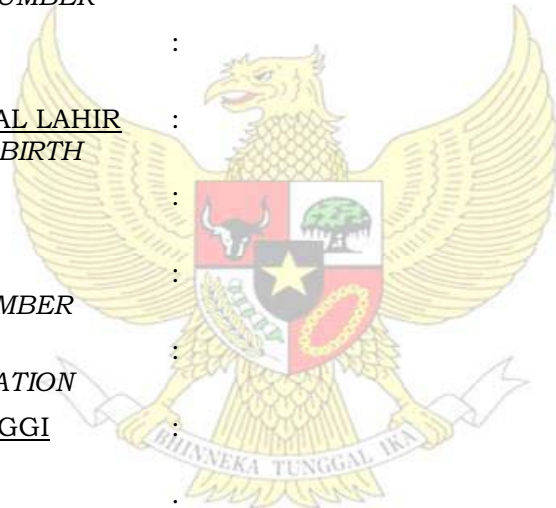 UMBER
:
AL LAHIR :
BIRTH
:
:
MBER
:
ATION
GGI :
BHINNEKA TUNGGAL IKA
.